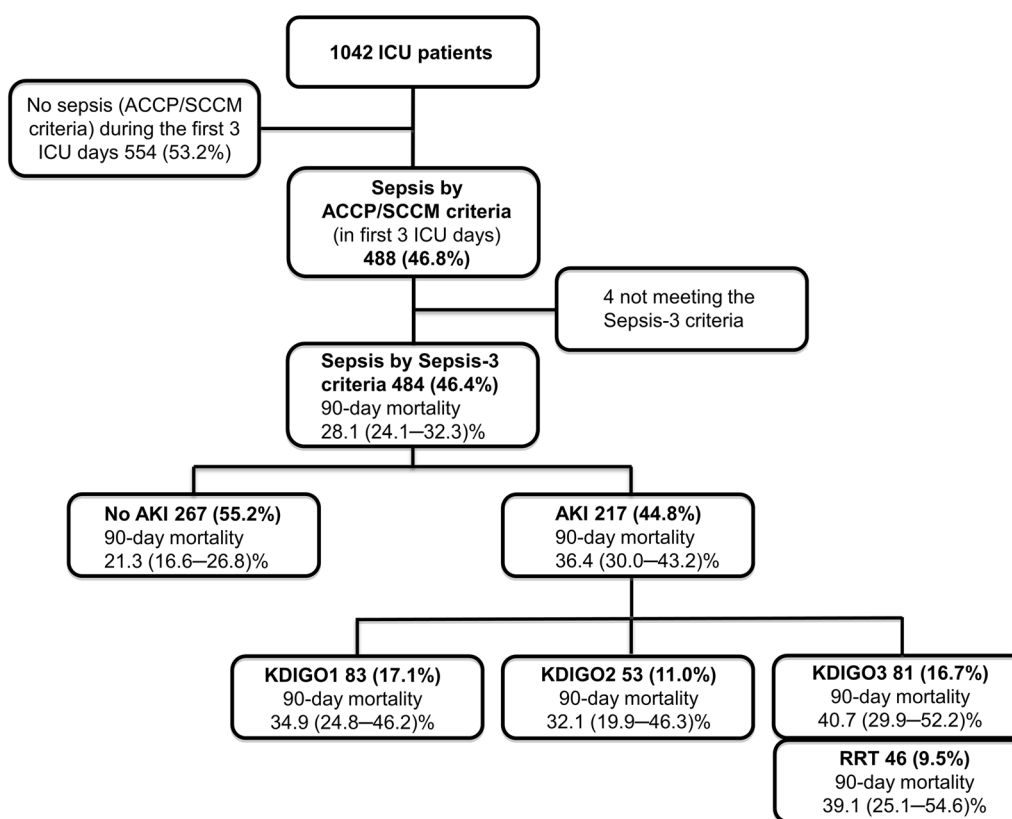 1042 ICU patients
No sepsis (ACCP/SCCM
criteria) during the first 3
ICU days 554 (53.2%)
Sepsis by
ACCP/SCCM criteria
(in first 3 ICU days)
488 (46.8%)
4 not meeting the
Sepsis-3 criteria
Sepsis by Sepsis-3
criteria 484 (46.4%)
90-day mortality
28.1 (24.1—32.3)%
No AKI 267 (55.2%)
90-day mortality
21.3 (16.6—26.8)%
AKI 217 (44.8%)
90-day mortality
36.4 (30.0—43.2)%
KDIGO1 83 (17.1%)
90-day mortality
34.9 (24.8—46.2)%
KDIGO2 53 (11.0%)
90-day mortality
32.1 (19.9—46.3)%
KDIGO3 81 (16.7%)
90-day mortality
40.7 (29.9—52.2)%
RRT 46 (9.5%)
90-day mortality
39.1 (25.1—54.6)%